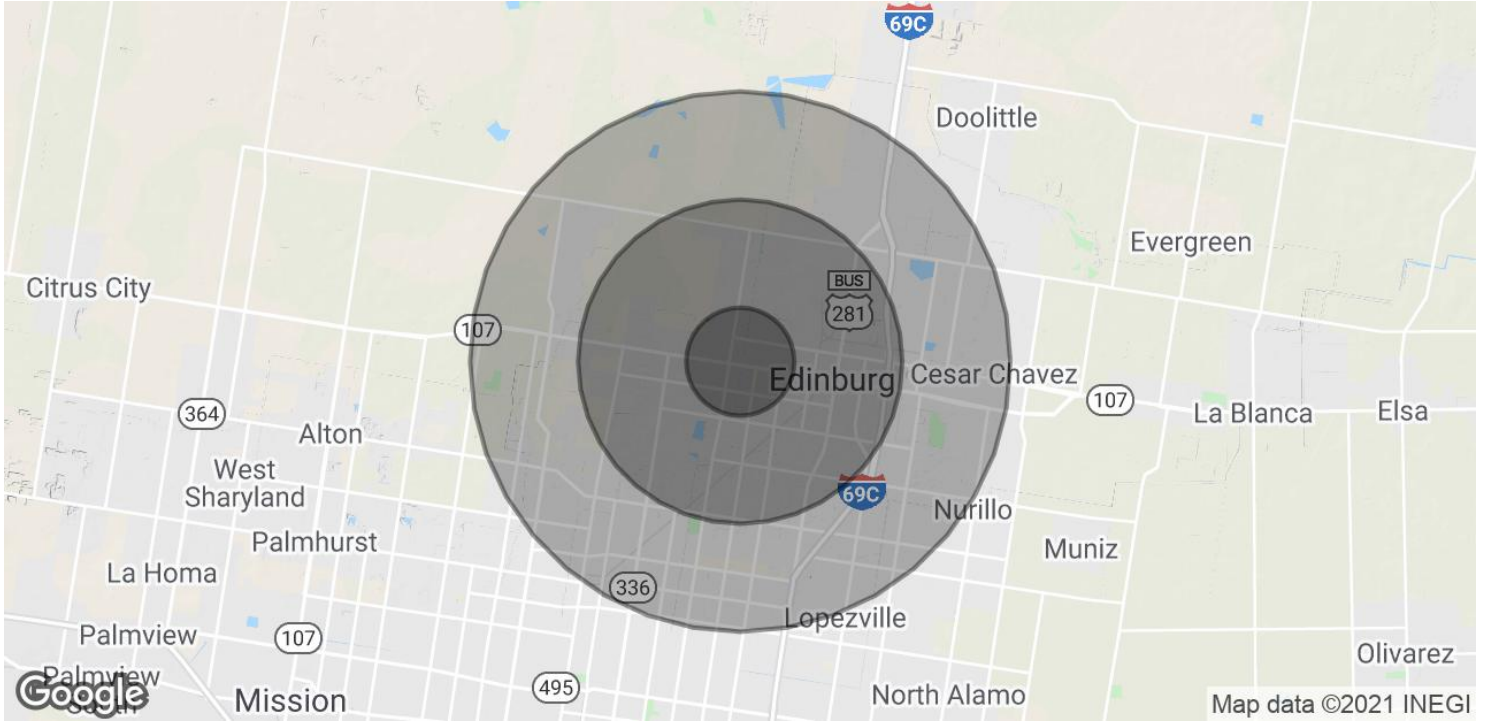 69C
Doolittle
Evergreen
Citrus City
BUS
281
107
Edinburg
Cesar Chavez
107
La Blanca
Elsa
364
Alton
West
Sharyland
69C
Nurillo
Palmhurst
Muniz
La Homa
336
Lopezville
Palmview
107
Olivarez
Palmview
South
Google
Mission
495
North Alamo
Map data ©2021 INEGI